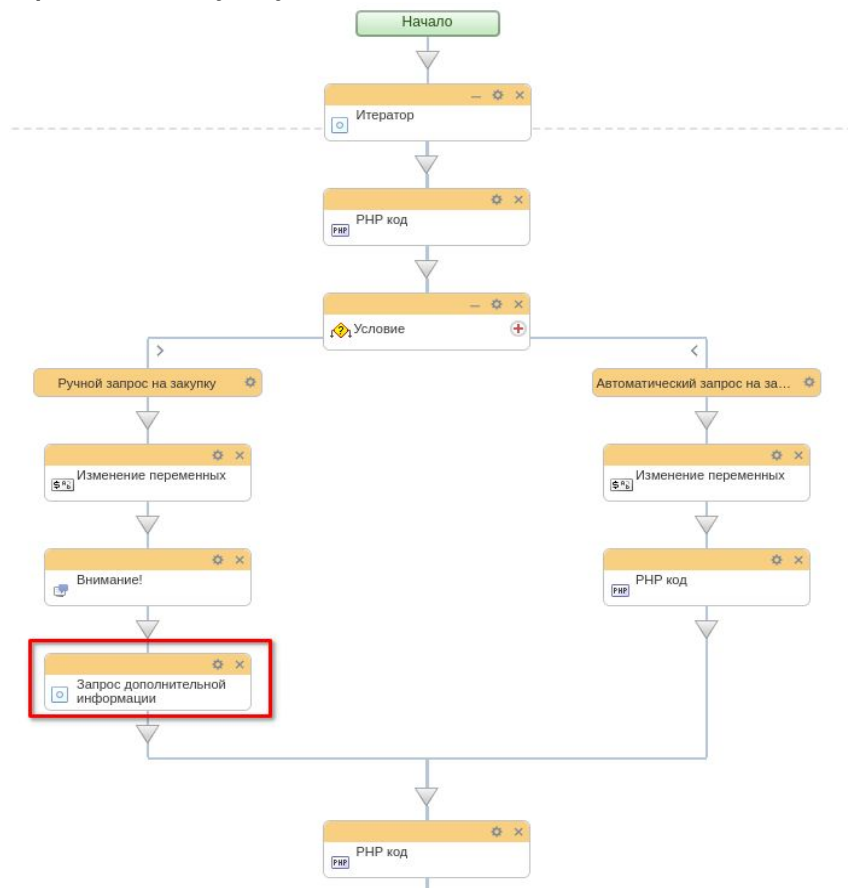 Начало
Итератор
PHP код
Условие
Ручной запрос на закупку
Автоматический запрос на за...
Изменение переменных
Изменение переменных
Внимание!
PHP код
Запрос дополнительной
информации
PHP код